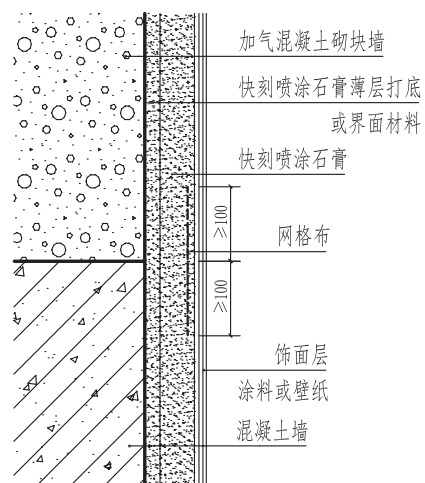 加气混凝土砌块墙
快刻喷涂石膏薄层打底
或界面材料
快刻喷涂石膏
≥100
网格布
≥100
饰面层
涂料或壁纸
混凝土墙